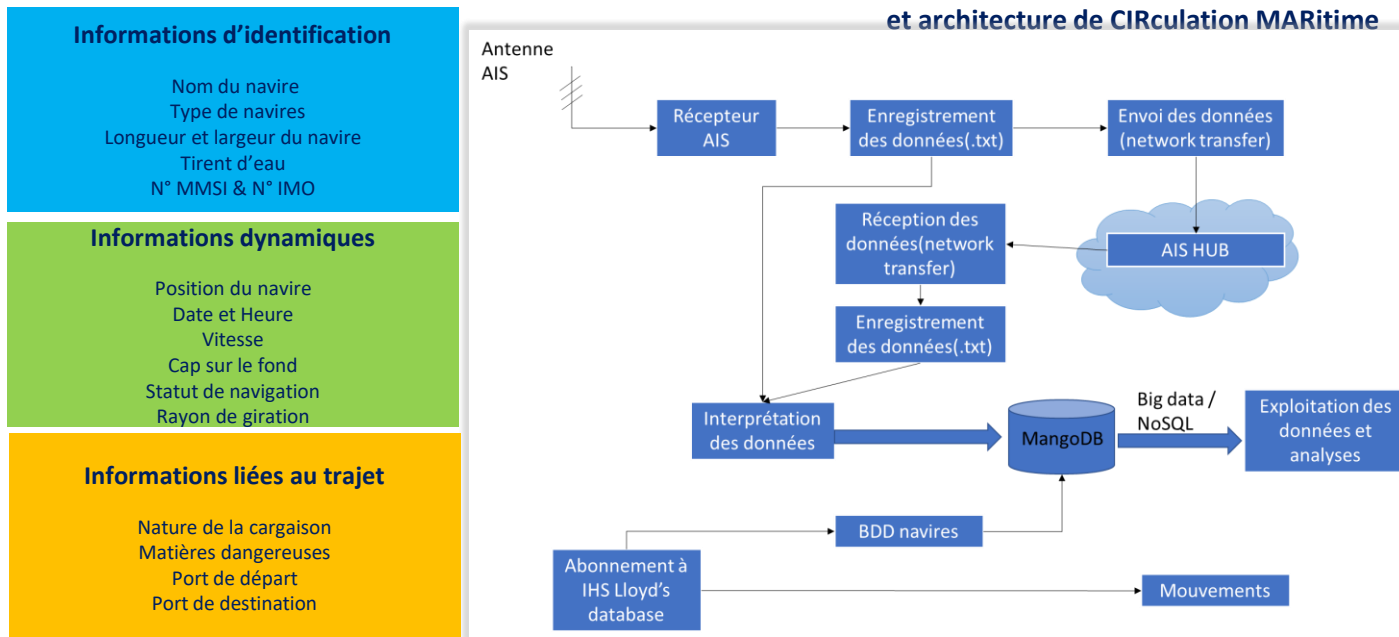 et architecture de CIRculation MARitime
Informations d’identification
Nom du navire
Type de navires
Longueur et largeur du navire
Tirent d’eau
N° MMSI & N° IMO
Informations dynamiques
Position du navire
Date et Heure
Vitesse
Cap sur le fond
Statut de navigation
Rayon de giration
Informations liées au trajet
Nature de la cargaison
Matières dangereuses
Port de départ
Port de destination
Antenne
AIS
Récepteur
AIS
Enregistrement
des données(.txt)
Envoi des données
(network transfer)
AIS HUB
Réception des
données(network
transfer)
Enregistrement
des données(.txt)
Interprétation
des données
MangoDB
Big data /
NoSQL
Exploitation des
données et
analyses
BDD navires
Abonnement à
IHS Lloyd’s
database
Mouvements